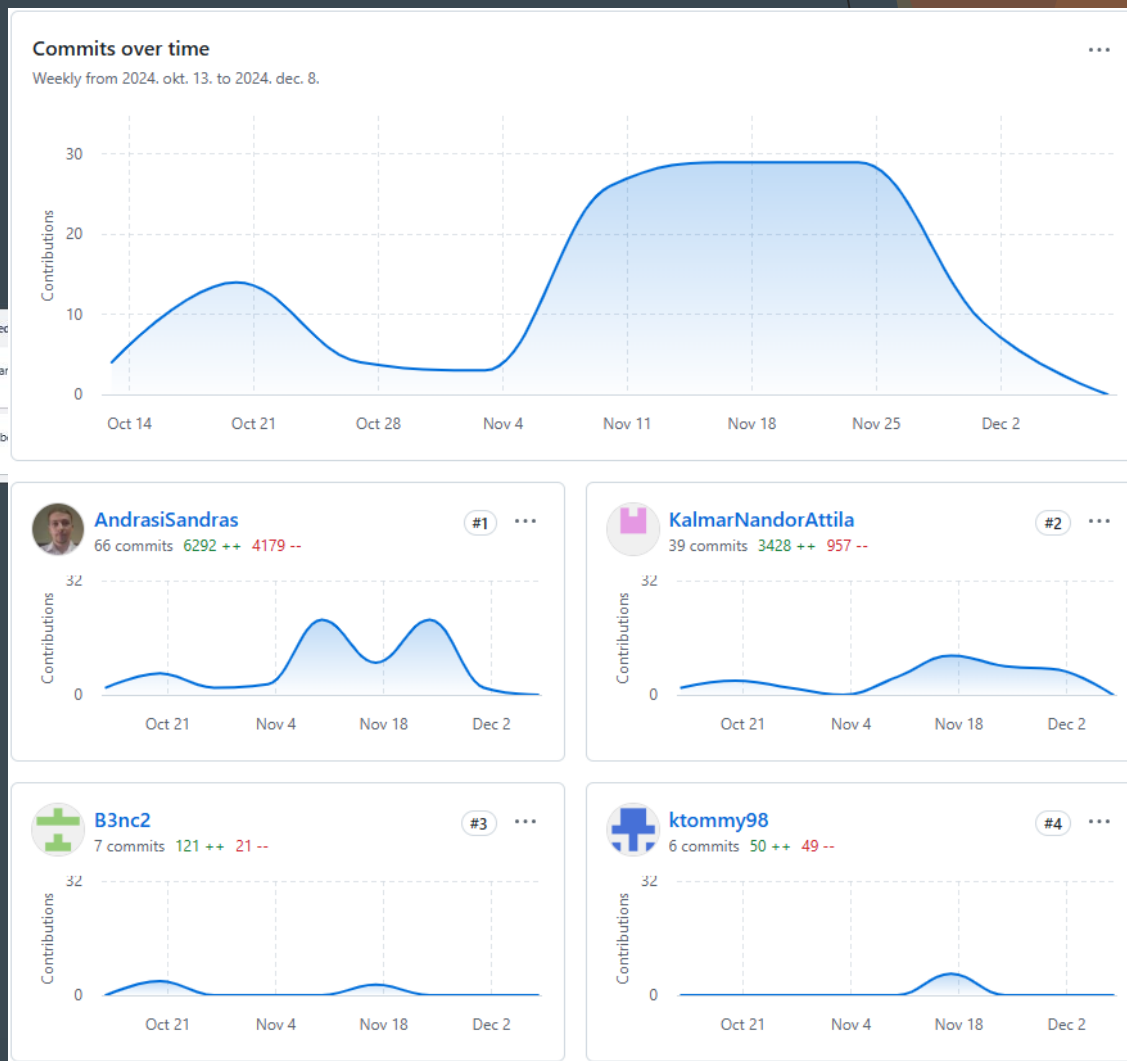 Commits over time
Weekly from 2024. okt. 13. to 2024. dec. 8.
Contributions
30
20
10
0
Oct 14 Oct 21 Oct 28 Nov 4 Nov 11 Nov 18 Nov 25 Dec 2
AndrasiSandras #1
66 commits 6292 ++ 4179 --
Contributions
32
0
Oct 21 Nov 4 Nov 18 Dec 2
KalmarNandorAttila #2
39 commits 3428 ++ 957 --
Contributions
32
0
Oct 21 Nov 4 Nov 18 Dec 2
B3nc2 #3
7 commits 121 ++ 21 --
Contributions
32
0
Oct 21 Nov 4 Nov 18 Dec 2
ktommy98 #4
6 commits 50 ++ 49 --
Contributions
32
0
Oct 21 Nov 4 Nov 18 Dec 2